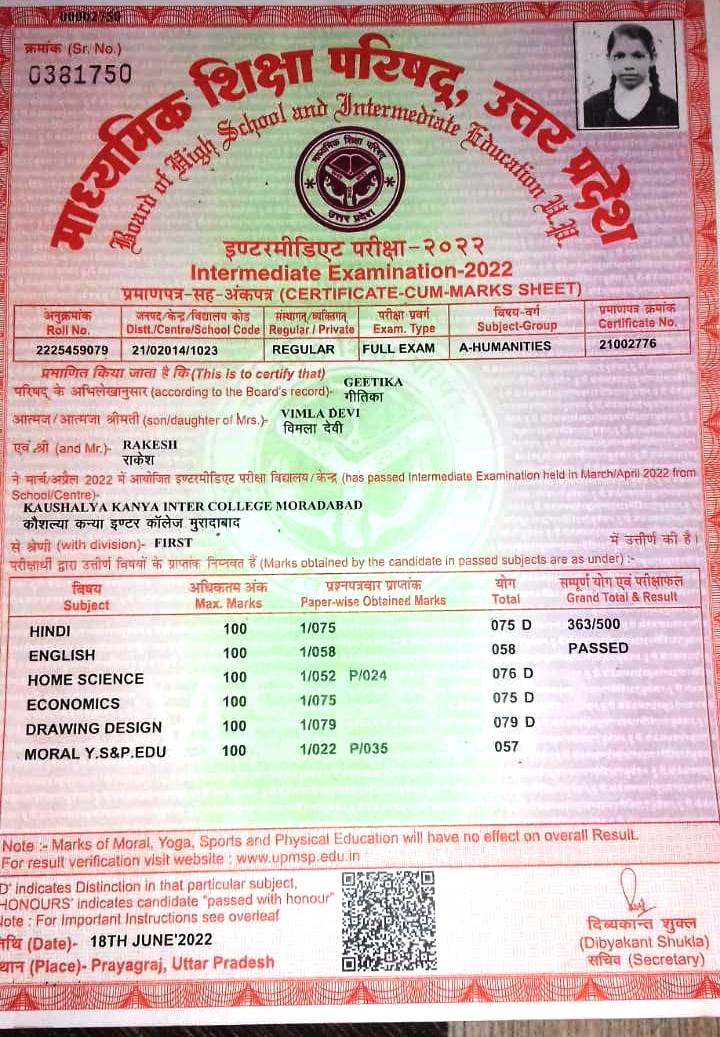 00002750
क्रमांक (Sr. No.)
0381750
माध्यमिक शिक्षा परिषद्, उत्तर प्रदेश
Board of High School and Intermediate Education U.P.
माध्यमिक शिक्षा परिषद
उत्तर प्रदेश
इण्टरमीडिएट परीक्षा-२०२२
Intermediate Examination-2022
प्रमाणपत्र-सह-अंकपत्र (CERTIFICATE-CUM-MARKS SHEET)
अनुक्रमांक जनपद/केन्द्र/विद्यालय कोड संस्थागत/व्यक्तिगत परीक्षा प्रवर्ग विषय-वर्ग प्रमाणपत्र क्रमांक
Roll No. Distt./Centre/School Code Regular / Private Exam. Type Subject-Group Certificate No.
2225459079 21/02014/1023 REGULAR FULL EXAM A-HUMANITIES 21002776
प्रमाणित किया जाता है कि (This is to certify that)
GEETIKA
परिषद् के अभिलेखानुसार (according to the Board's record)- गीतिका
आत्मज/आत्मजा श्रीमती (son/daughter of Mrs.)- VIMLA DEVI
विमला देवी
एवं श्री (and Mr.)- RAKESH
राकेश
ने मार्च/अप्रैल 2022 में आयोजित इण्टरमीडिएट परीक्षा विद्यालय/केन्द्र (has passed Intermediate Examination held in March/April 2022 from
School/Centre)-
KAUSHALYA KANYA INTER COLLEGE MORADABAD
कौशल्या कन्या इण्टर कॉलेज मुरादाबाद
से श्रेणी (with division)- FIRST में उत्तीर्ण की है।
परीक्षार्थी द्वारा उत्तीर्ण विषयों के प्राप्तांक निम्नवत हैं (Marks obtained by the candidate in passed subjects are as under) :-
विषय अधिकतम अंक प्रश्नपत्रवार प्राप्तांक योग सम्पूर्ण योग एवं परीक्षाफल
Subject Max. Marks Paper-wise Obtained Marks Total Grand Total & Result
HINDI 100 1/075 075 D 363/500
ENGLISH 100 1/058 058 PASSED
HOME SCIENCE 100 1/052 P/024 076 D
ECONOMICS 100 1/075 075 D
DRAWING DESIGN 100 1/079 079 D
MORAL Y.S&P.EDU 100 1/022 P/035 057
Note :- Marks of Moral, Yoga, Sports and Physical Education will have no effect on overall Result.
For result verification visit website : www.upmsp.edu.in
D' indicates Distinction in that particular subject,
HONOURS' indicates candidate "passed with honour"
Note : For Important Instructions see overleaf
तिथि (Date)- 18TH JUNE'2022
स्थान (Place)- Prayagraj, Uttar Pradesh
दिब्यकान्त शुक्ल
(Dibyakant Shukla)
सचिव (Secretary)